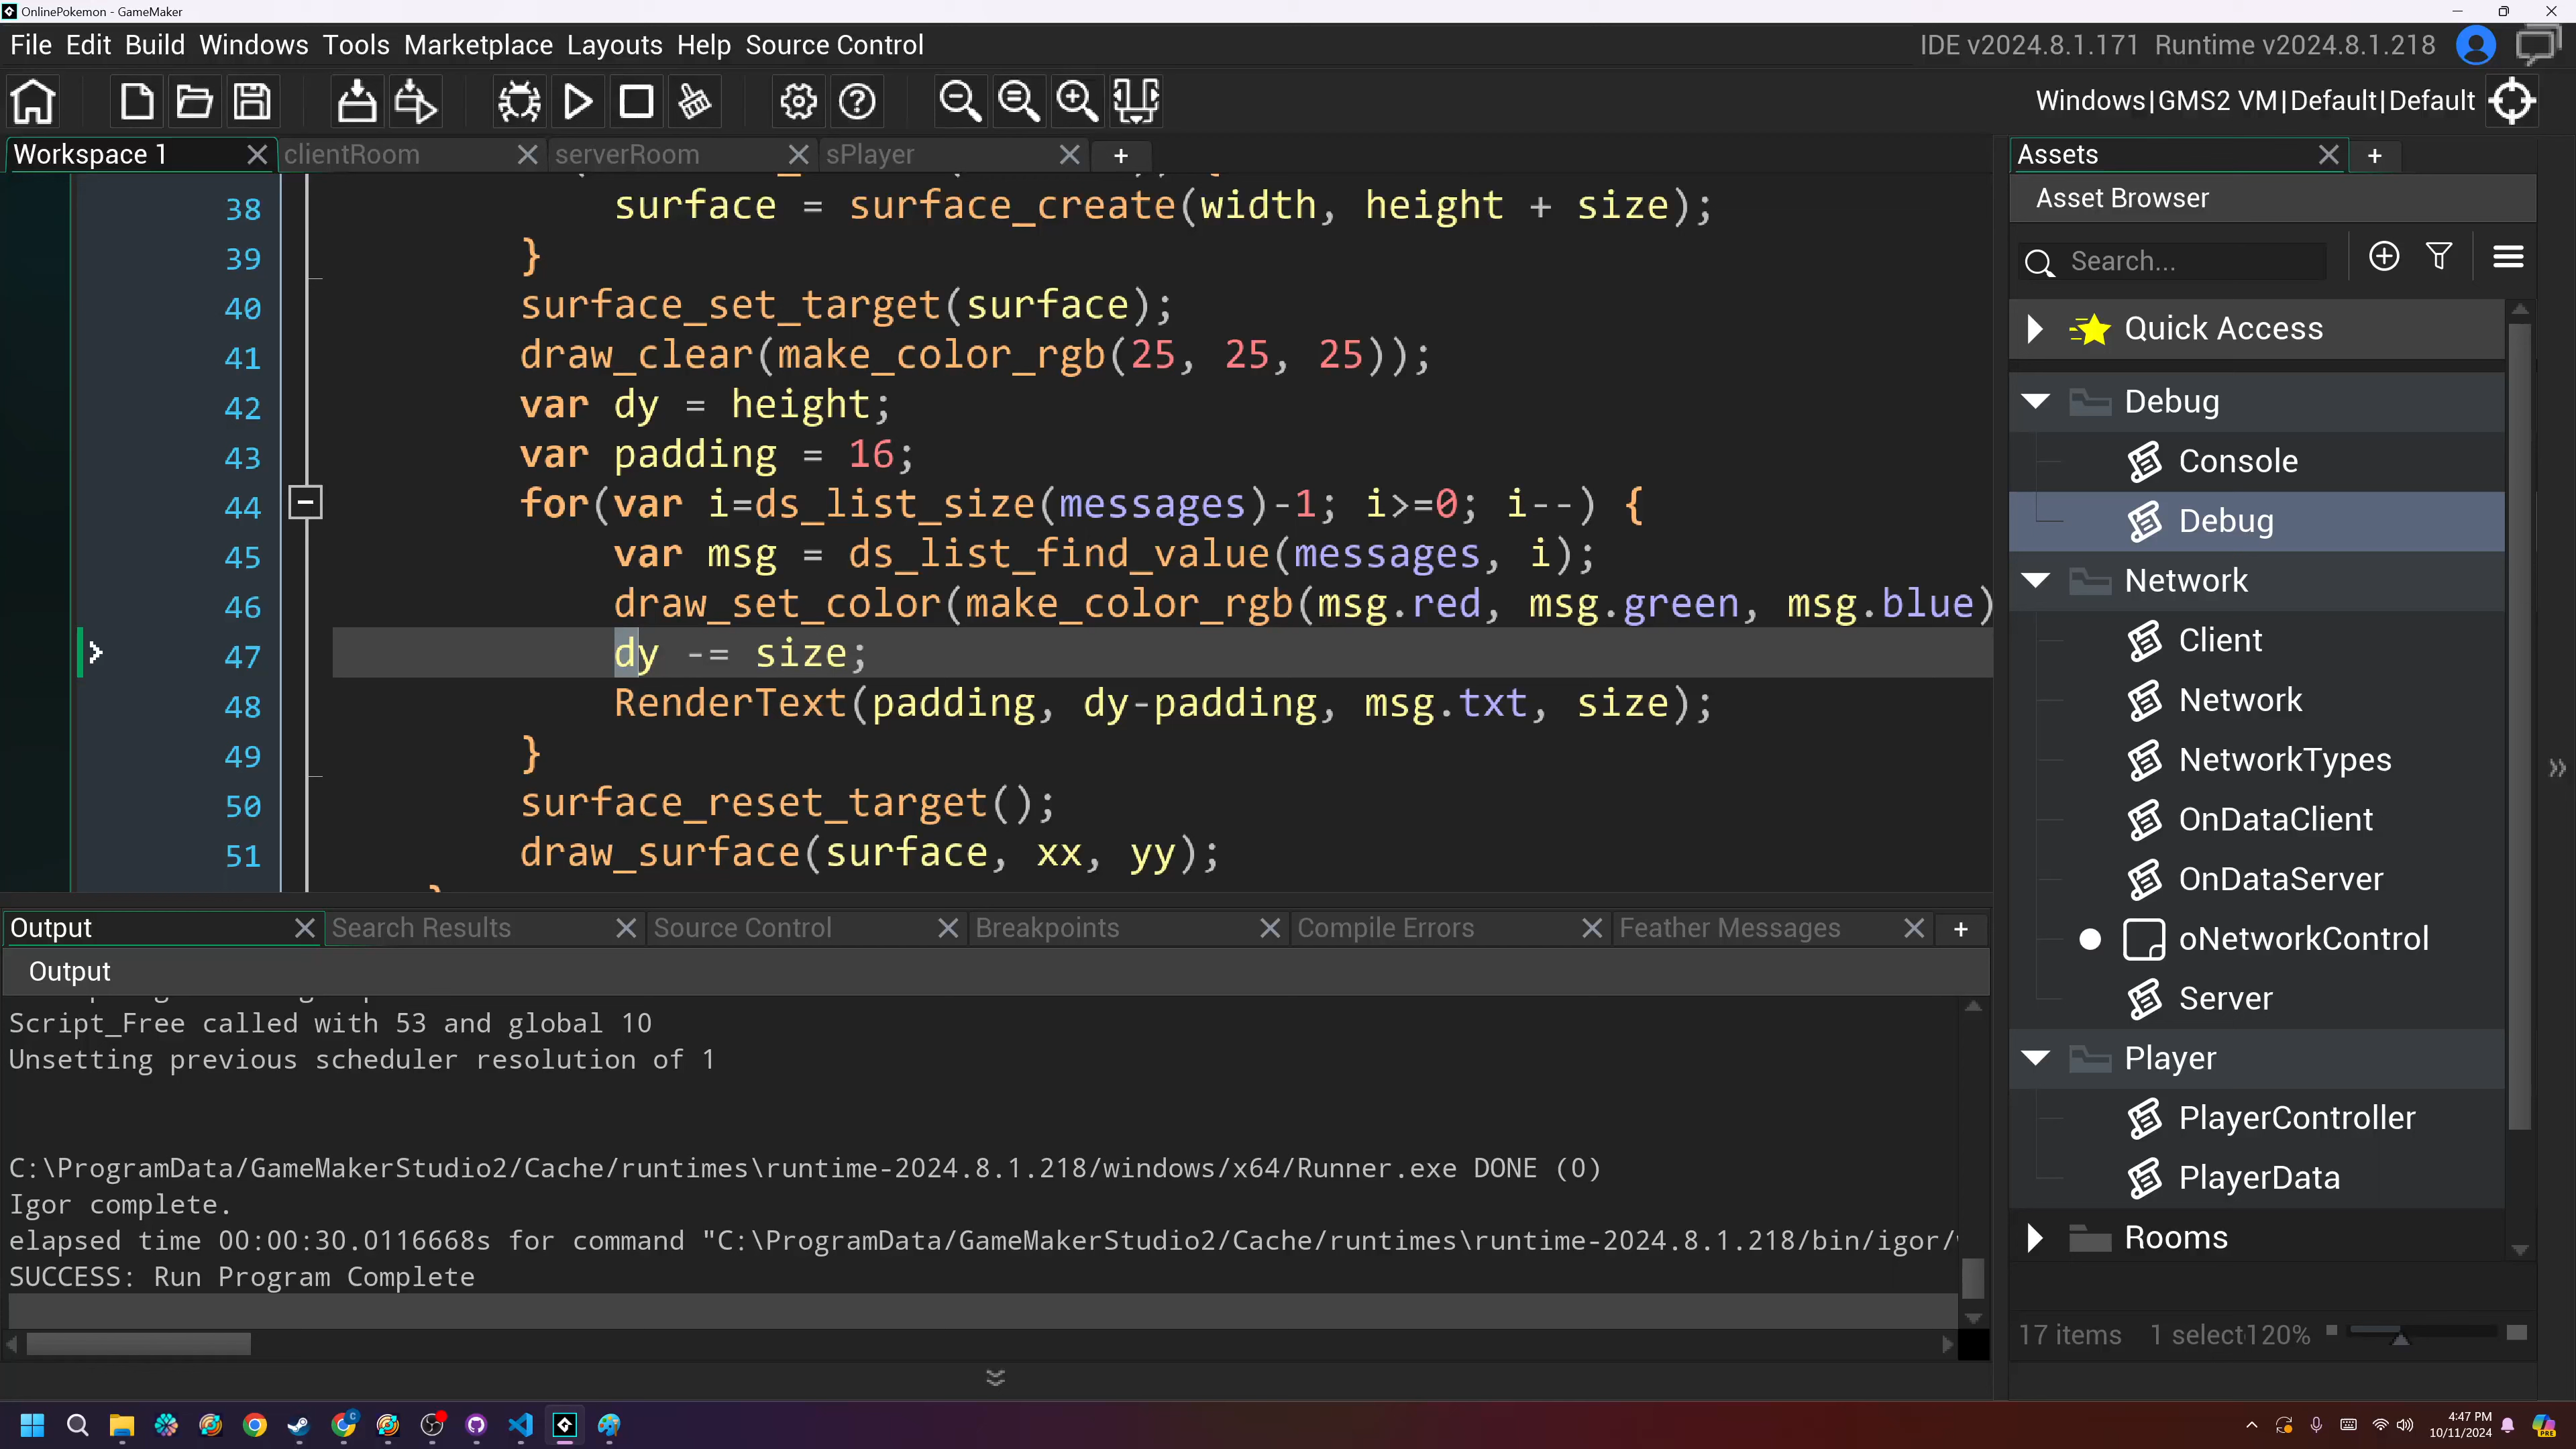 OnlinePokemon - GameMaker
File Edit Build Windows Tools Marketplace Layouts Help Source Control
IDE v2024.8.1.171 Runtime v2024.8.1.218
Windows|GMS2 VM|Default|Default
Workspace 1 clientRoom serverRoom sPlayer +
38 surface = surface_create(width, height + size);
39 }
40 surface_set_target(surface);
41 draw_clear(make_color_rgb(25, 25, 25));
42 var dy = height;
43 var padding = 16;
44 for(var i=ds_list_size(messages)-1; i>=0; i--) {
45 var msg = ds_list_find_value(messages, i);
46 draw_set_color(make_color_rgb(msg.red, msg.green, msg.blue)
47 dy -= size;
48 RenderText(padding, dy-padding, msg.txt, size);
49 }
50 surface_reset_target();
51 draw_surface(surface, xx, yy);
Output Search Results Source Control Breakpoints Compile Errors Feather Messages +
Output
Script_Free called with 53 and global 10
Unsetting previous scheduler resolution of 1
C:\ProgramData/GameMakerStudio2/Cache/runtimes\runtime-2024.8.1.218/windows/x64/Runner.exe DONE (0)
Igor complete.
elapsed time 00:00:30.0116668s for command "C:\ProgramData/GameMakerStudio2/Cache/runtimes\runtime-2024.8.1.218/bin/igor/
SUCCESS: Run Program Complete
Assets +
Asset Browser
Search...
Quick Access
Debug
Console
Debug
Network
Client
Network
NetworkTypes
OnDataClient
OnDataServer
oNetworkControl
Server
Player
PlayerController
PlayerData
Rooms
17 items 1 select 120%
4:47 PM
10/11/2024